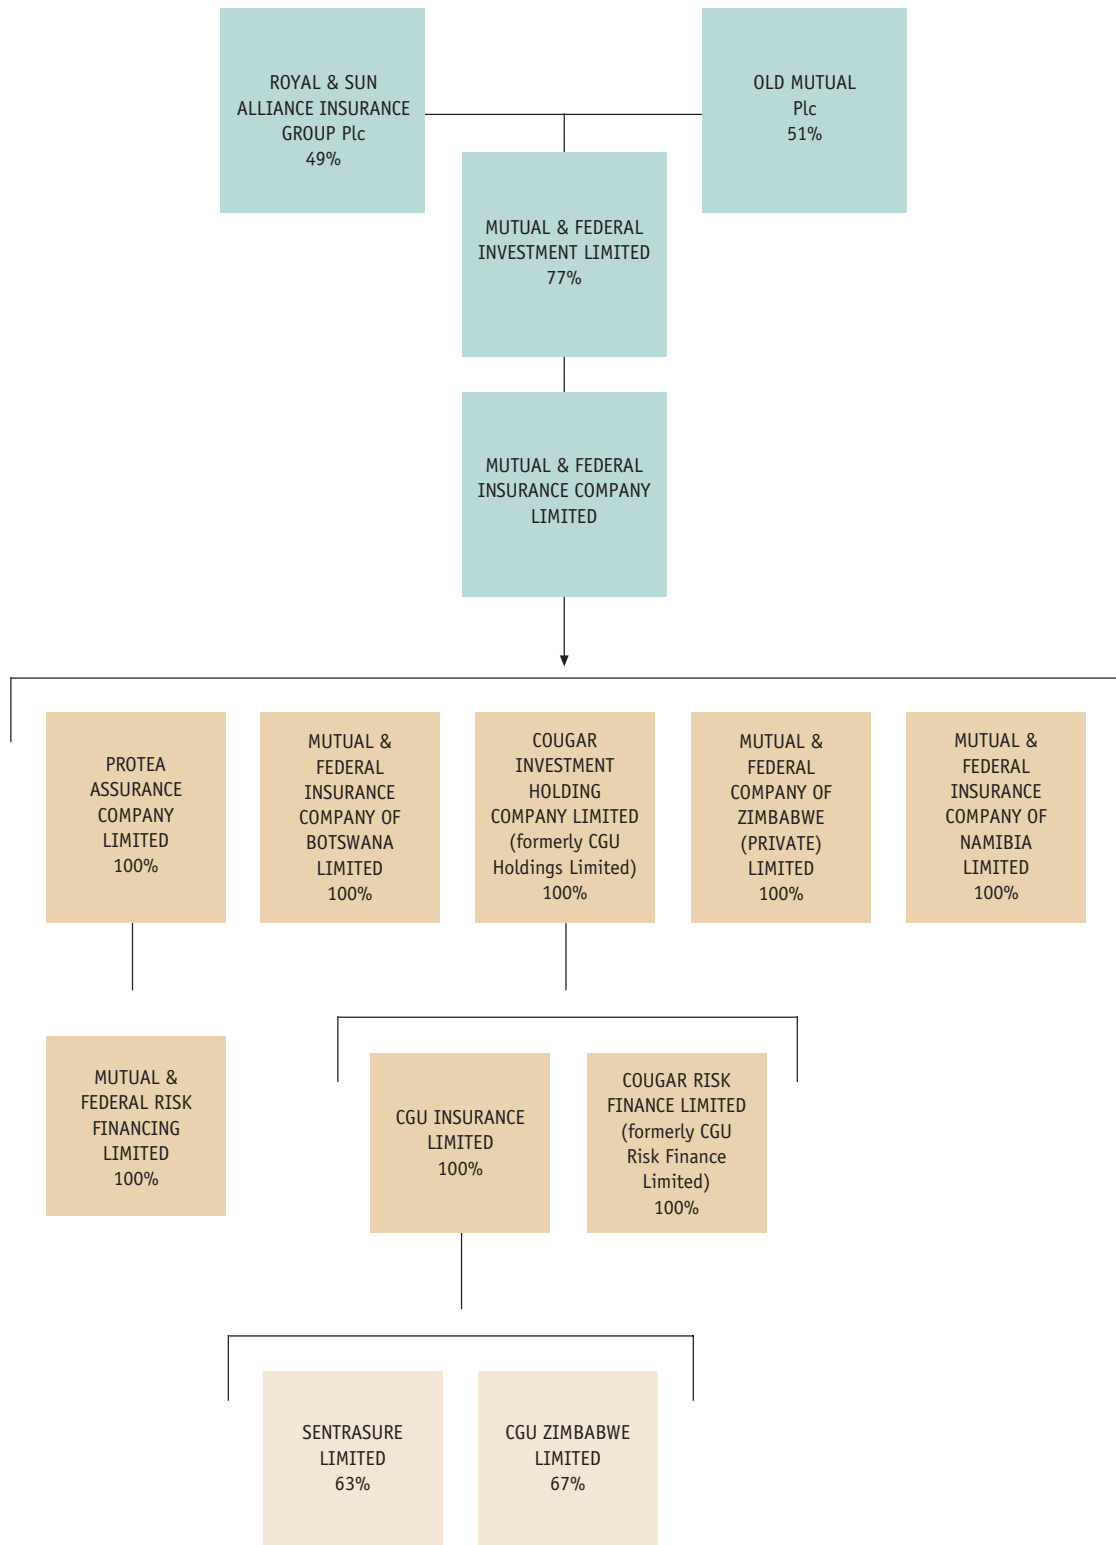 ROYAL & SUN
ALLIANCE INSURANCE
GROUP Plc
49%
OLD MUTUAL
Plc
51%
MUTUAL & FEDERAL
INVESTMENT LIMITED
77%
MUTUAL & FEDERAL
INSURANCE COMPANY
LIMITED
PROTEA
ASSURANCE
COMPANY
LIMITED
100%
MUTUAL &
FEDERAL
INSURANCE
COMPANY OF
BOTSWANA
LIMITED
100%
COUGAR
INVESTMENT
HOLDING
COMPANY LIMITED
(formerly CGU
Holdings Limited)
100%
MUTUAL &
FEDERAL
COMPANY OF
ZIMBABWE
(PRIVATE)
LIMITED
100%
MUTUAL &
FEDERAL
INSURANCE
COMPANY OF
NAMIBIA
LIMITED
100%
MUTUAL &
FEDERAL RISK
FINANCING
LIMITED
100%
CGU INSURANCE
LIMITED
100%
COUGAR RISK
FINANCE LIMITED
(formerly CGU
Risk Finance
Limited)
100%
SENTRASURE
LIMITED
63%
CGU ZIMBABWE
LIMITED
67%